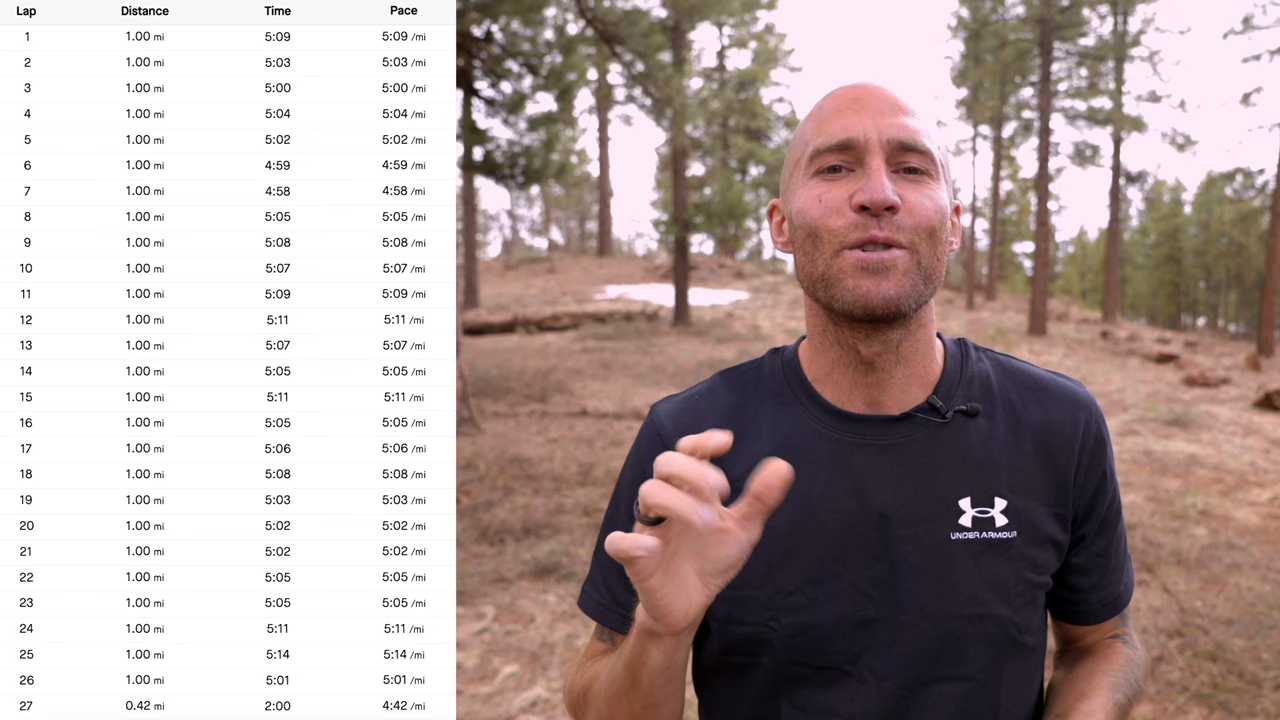 Lap Distance Time Pace
1 1.00 mi 5:09 5:09 /mi
2 1.00 mi 5:03 5:03 /mi
3 1.00 mi 5:00 5:00 /mi
4 1.00 mi 5:04 5:04 /mi
5 1.00 mi 5:02 5:02 /mi
6 1.00 mi 4:59 4:59 /mi
7 1.00 mi 4:58 4:58 /mi
8 1.00 mi 5:05 5:05 /mi
9 1.00 mi 5:08 5:08 /mi
10 1.00 mi 5:07 5:07 /mi
11 1.00 mi 5:09 5:09 /mi
12 1.00 mi 5:11 5:11 /mi
13 1.00 mi 5:07 5:07 /mi
14 1.00 mi 5:05 5:05 /mi
15 1.00 mi 5:11 5:11 /mi
16 1.00 mi 5:05 5:05 /mi
17 1.00 mi 5:06 5:06 /mi
18 1.00 mi 5:08 5:08 /mi
19 1.00 mi 5:03 5:03 /mi
20 1.00 mi 5:02 5:02 /mi
21 1.00 mi 5:02 5:02 /mi
22 1.00 mi 5:05 5:05 /mi
23 1.00 mi 5:05 5:05 /mi
24 1.00 mi 5:11 5:11 /mi
25 1.00 mi 5:14 5:14 /mi
26 1.00 mi 5:01 5:01 /mi
27 0.42 mi 2:00 4:42 /mi
UNDER ARMOUR